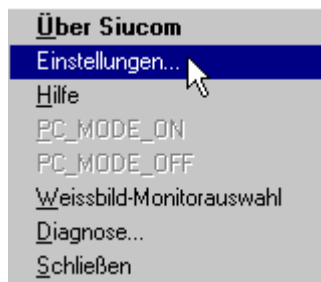 Über Siucom
Einstellungen...
Hilfe
PC_MODE_ON
PC_MODE_OFF
Weissbild-Monitorauswahl
Diagnose...
Schließen